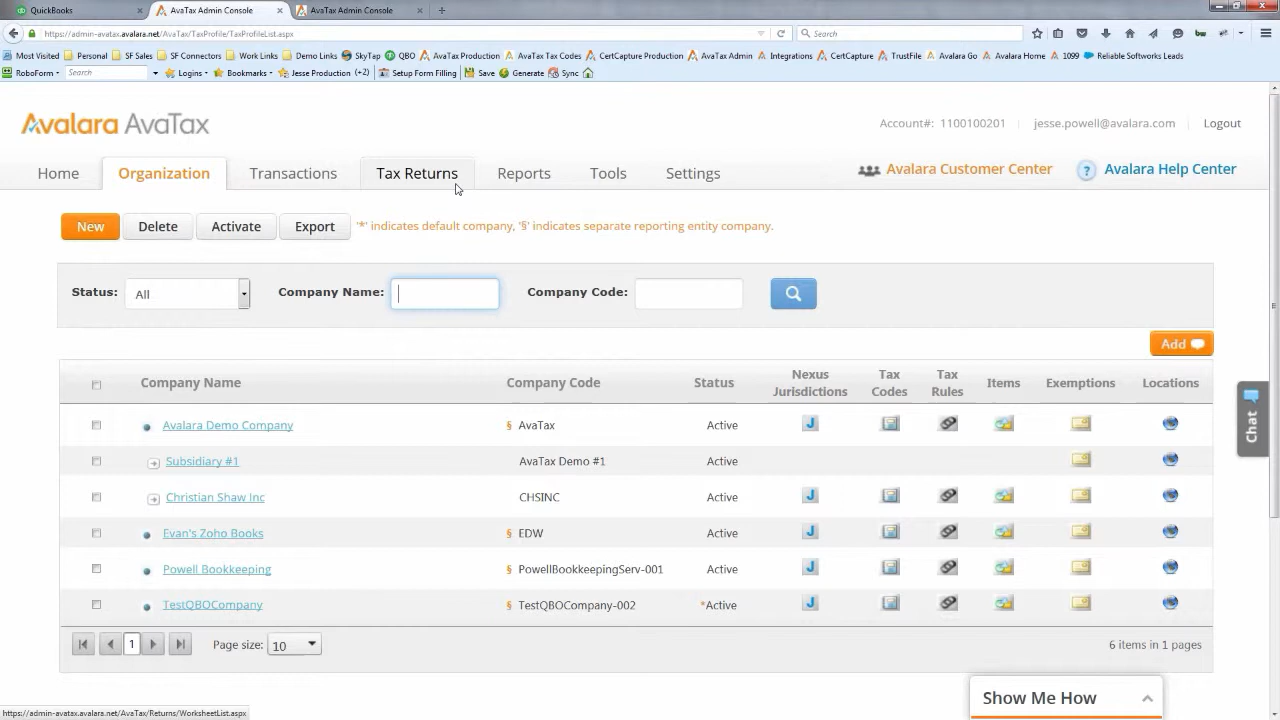 QuickBooks × AvaTax Admin Console × AvaTax Admin Console × +
https://admin-avatax.avalara.net/AvaTax/TaxProfile/TaxProfileList.aspx Search
Most Visited Personal SF Sales SF Connectors Work Login Demo Links SkyTap QBO AvaTax Production AvaTax Tax Codes CertCapture Production AvaTax Admin Integrations CertCapture TrustFile Avalara Go Avalara Home 1099 Reliable Softworks Leads
RoboForm Search Logins Bookmarks Jesse Production (+2) Setup Form Filling Save Generate Sync
Avalara AvaTax
Account#: 1100100201 jesse.powell@avalara.com Logout
Home Organization Transactions Tax Returns Reports Tools Settings Avalara Customer Center ? Avalara Help Center
New Delete Activate Export '*' indicates default company, '§' indicates separate reporting entity company.
Status: All Company Name: Company Code:
Add
Company Name Company Code Status Nexus Jurisdictions Tax Codes Tax Rules Items Exemptions Locations
Avalara Demo Company § AvaTax Active J
Subsidiary #1 AvaTax Demo #1 Active
Christian Shaw Inc CHSINC Active J
Evan's Zoho Books § EDW Active J
Powell Bookkeeping § PowellBookkeepingServ-001 Active J
TestQBOCompany § TestQBOCompany-002 *Active J
1 Page size: 10 6 items in 1 pages
Chat
Show Me How
https://admin-avatax.avalara.net/AvaTax/Returns/WorksheetList.aspx